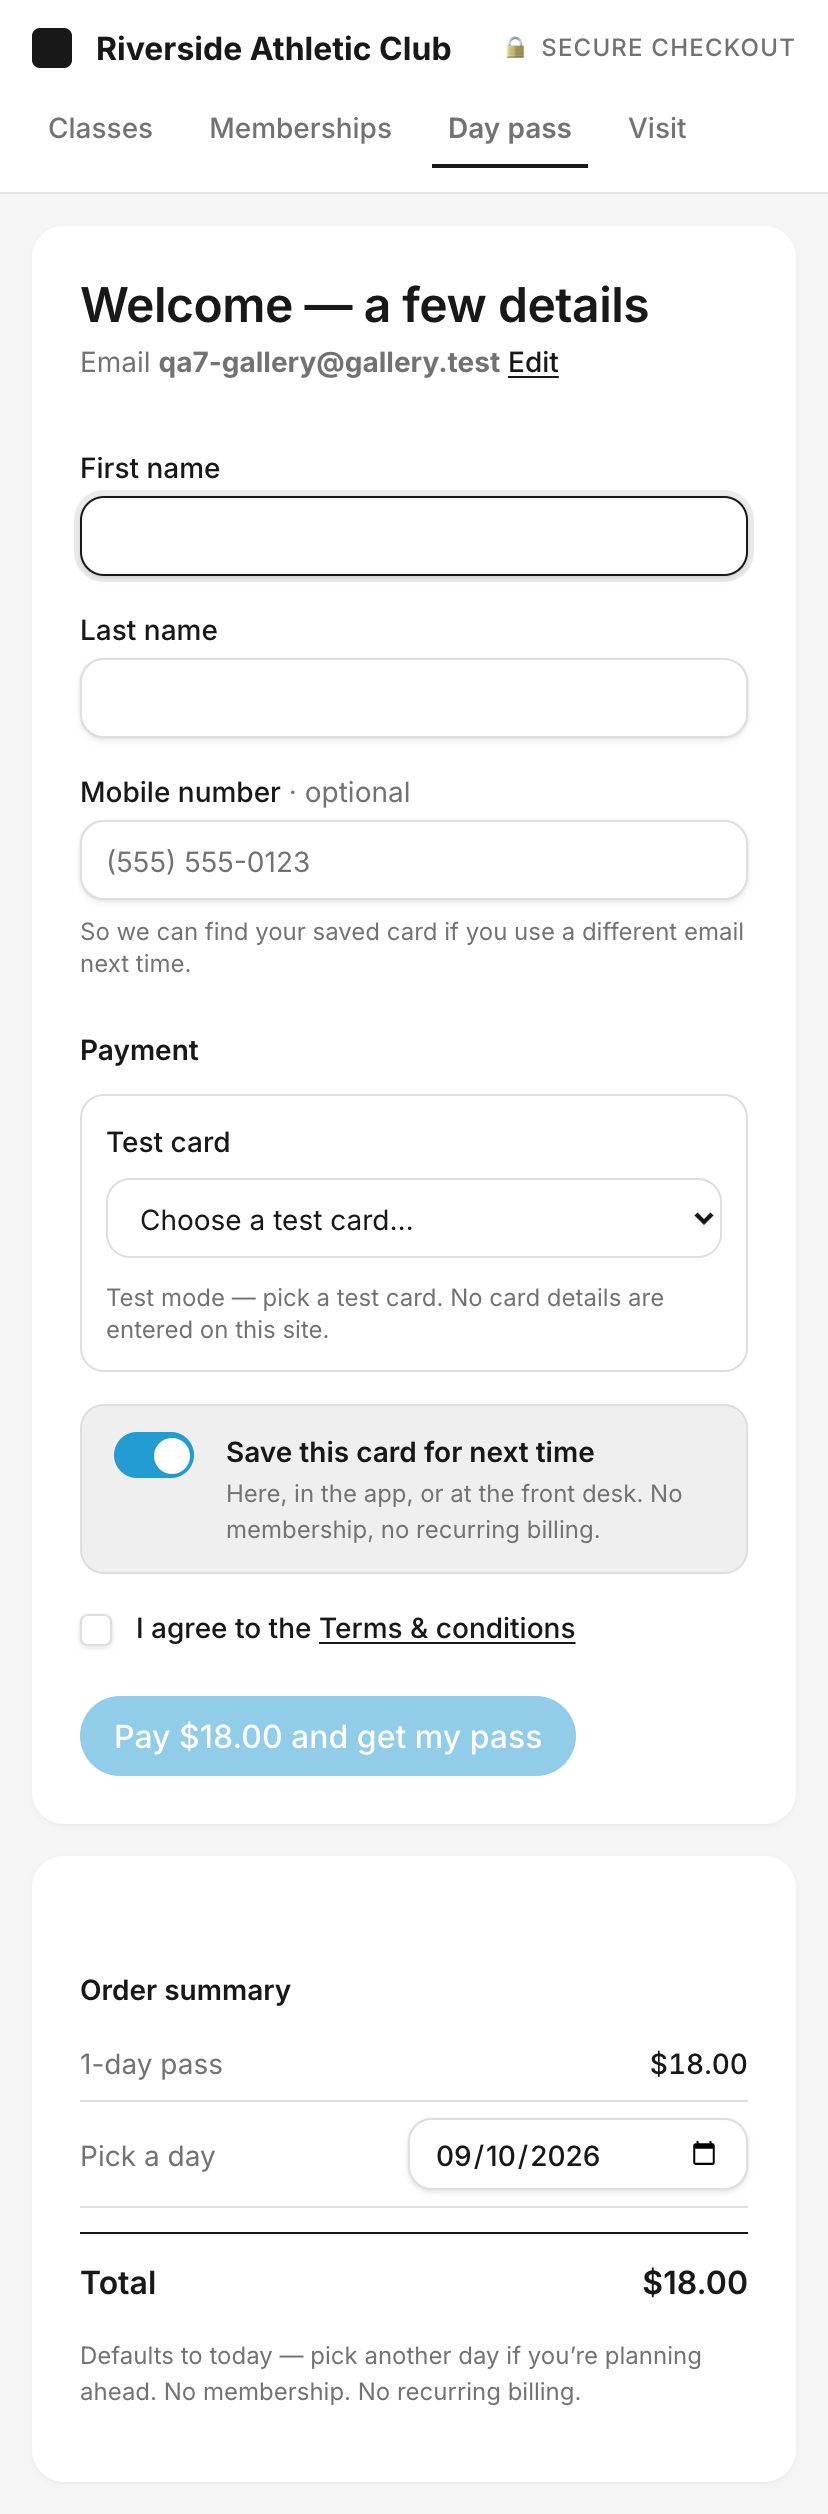 Riverside Athletic Club
SECURE CHECKOUT
Classes
Memberships
Day pass
Visit
Welcome — a few details
Email qa7-gallery@gallery.test Edit
First name
Last name
Mobile number · optional
(555) 555-0123
So we can find your saved card if you use a different email
next time.
Payment
Test card
Choose a test card...
Test mode — pick a test card. No card details are
entered on this site.
Save this card for next time
Here, in the app, or at the front desk. No
membership, no recurring billing.
I agree to the Terms & conditions
Pay $18.00 and get my pass
Order summary
1-day pass $18.00
Pick a day 09/10/2026
Total $18.00
Defaults to today — pick another day if you’re planning
ahead. No membership. No recurring billing.